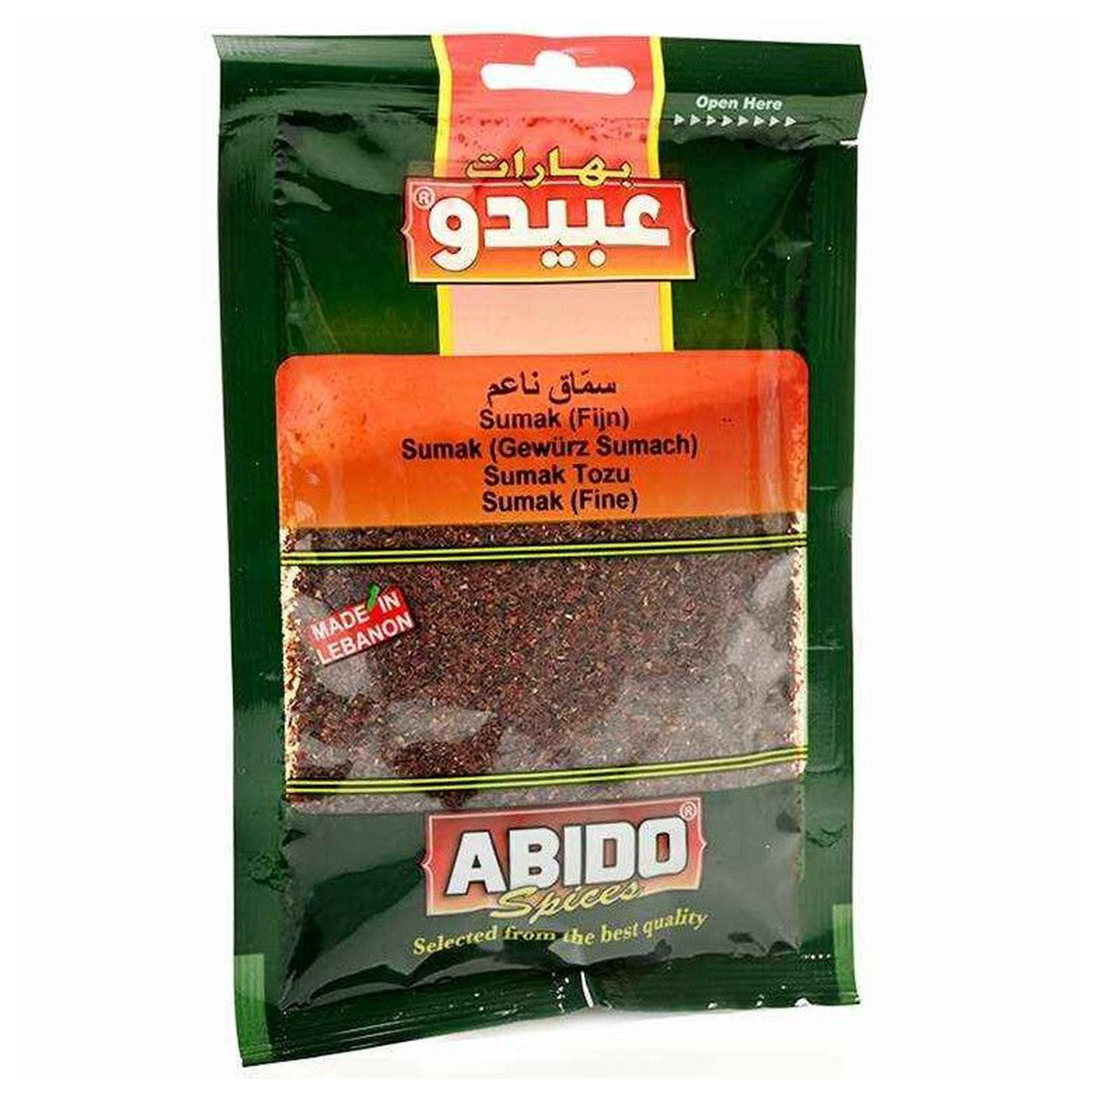 Open Here
بهارات
عبيدو®
سمّاق ناعم
Sumak (Fijn)
Sumak (Gewürz Sumach)
Sumak Tozu
Sumak (Fine)
MADE IN
LEBANON
ABIDO®
Spices
Selected from the best quality